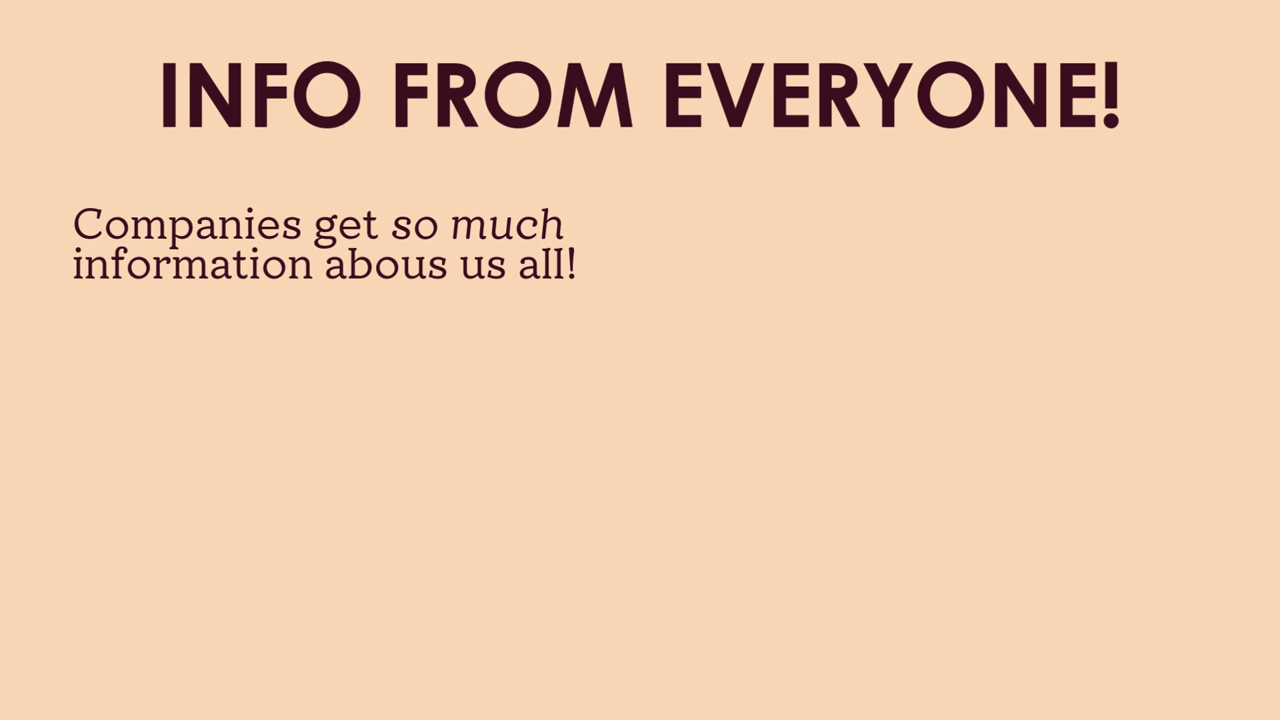 INFO FROM EVERYONE!
Companies get so much
information abous us all!